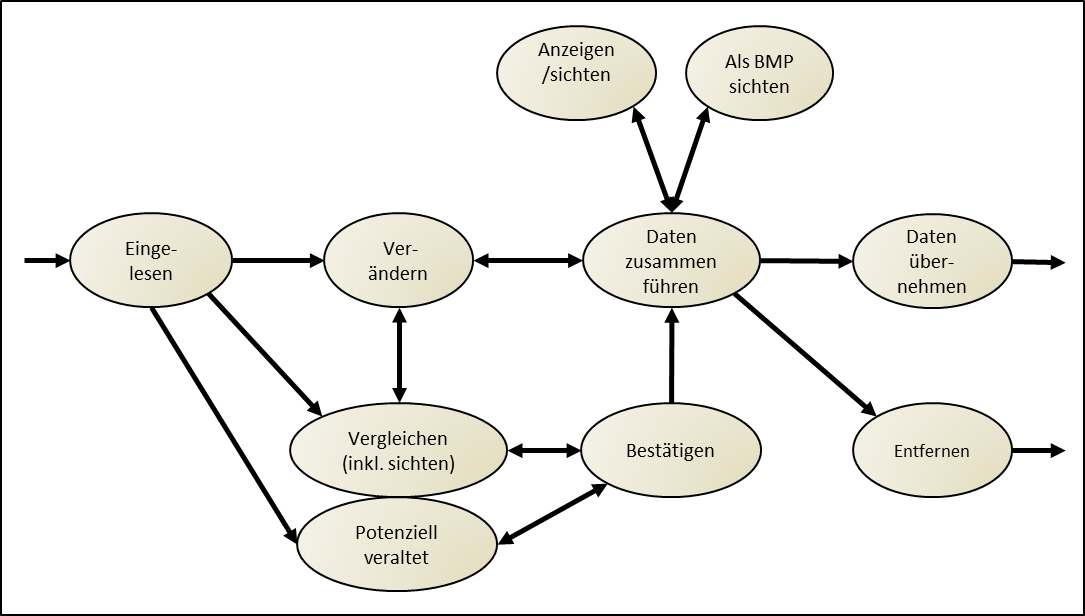 Anzeigen
/sichten
Als BMP
sichten
Einge-
lesen
Ver-
ändern
Daten
zusammen
führen
Daten
über-
nehmen
Vergleichen
(inkl. sichten)
Bestätigen
Entfernen
Potenziell
veraltet